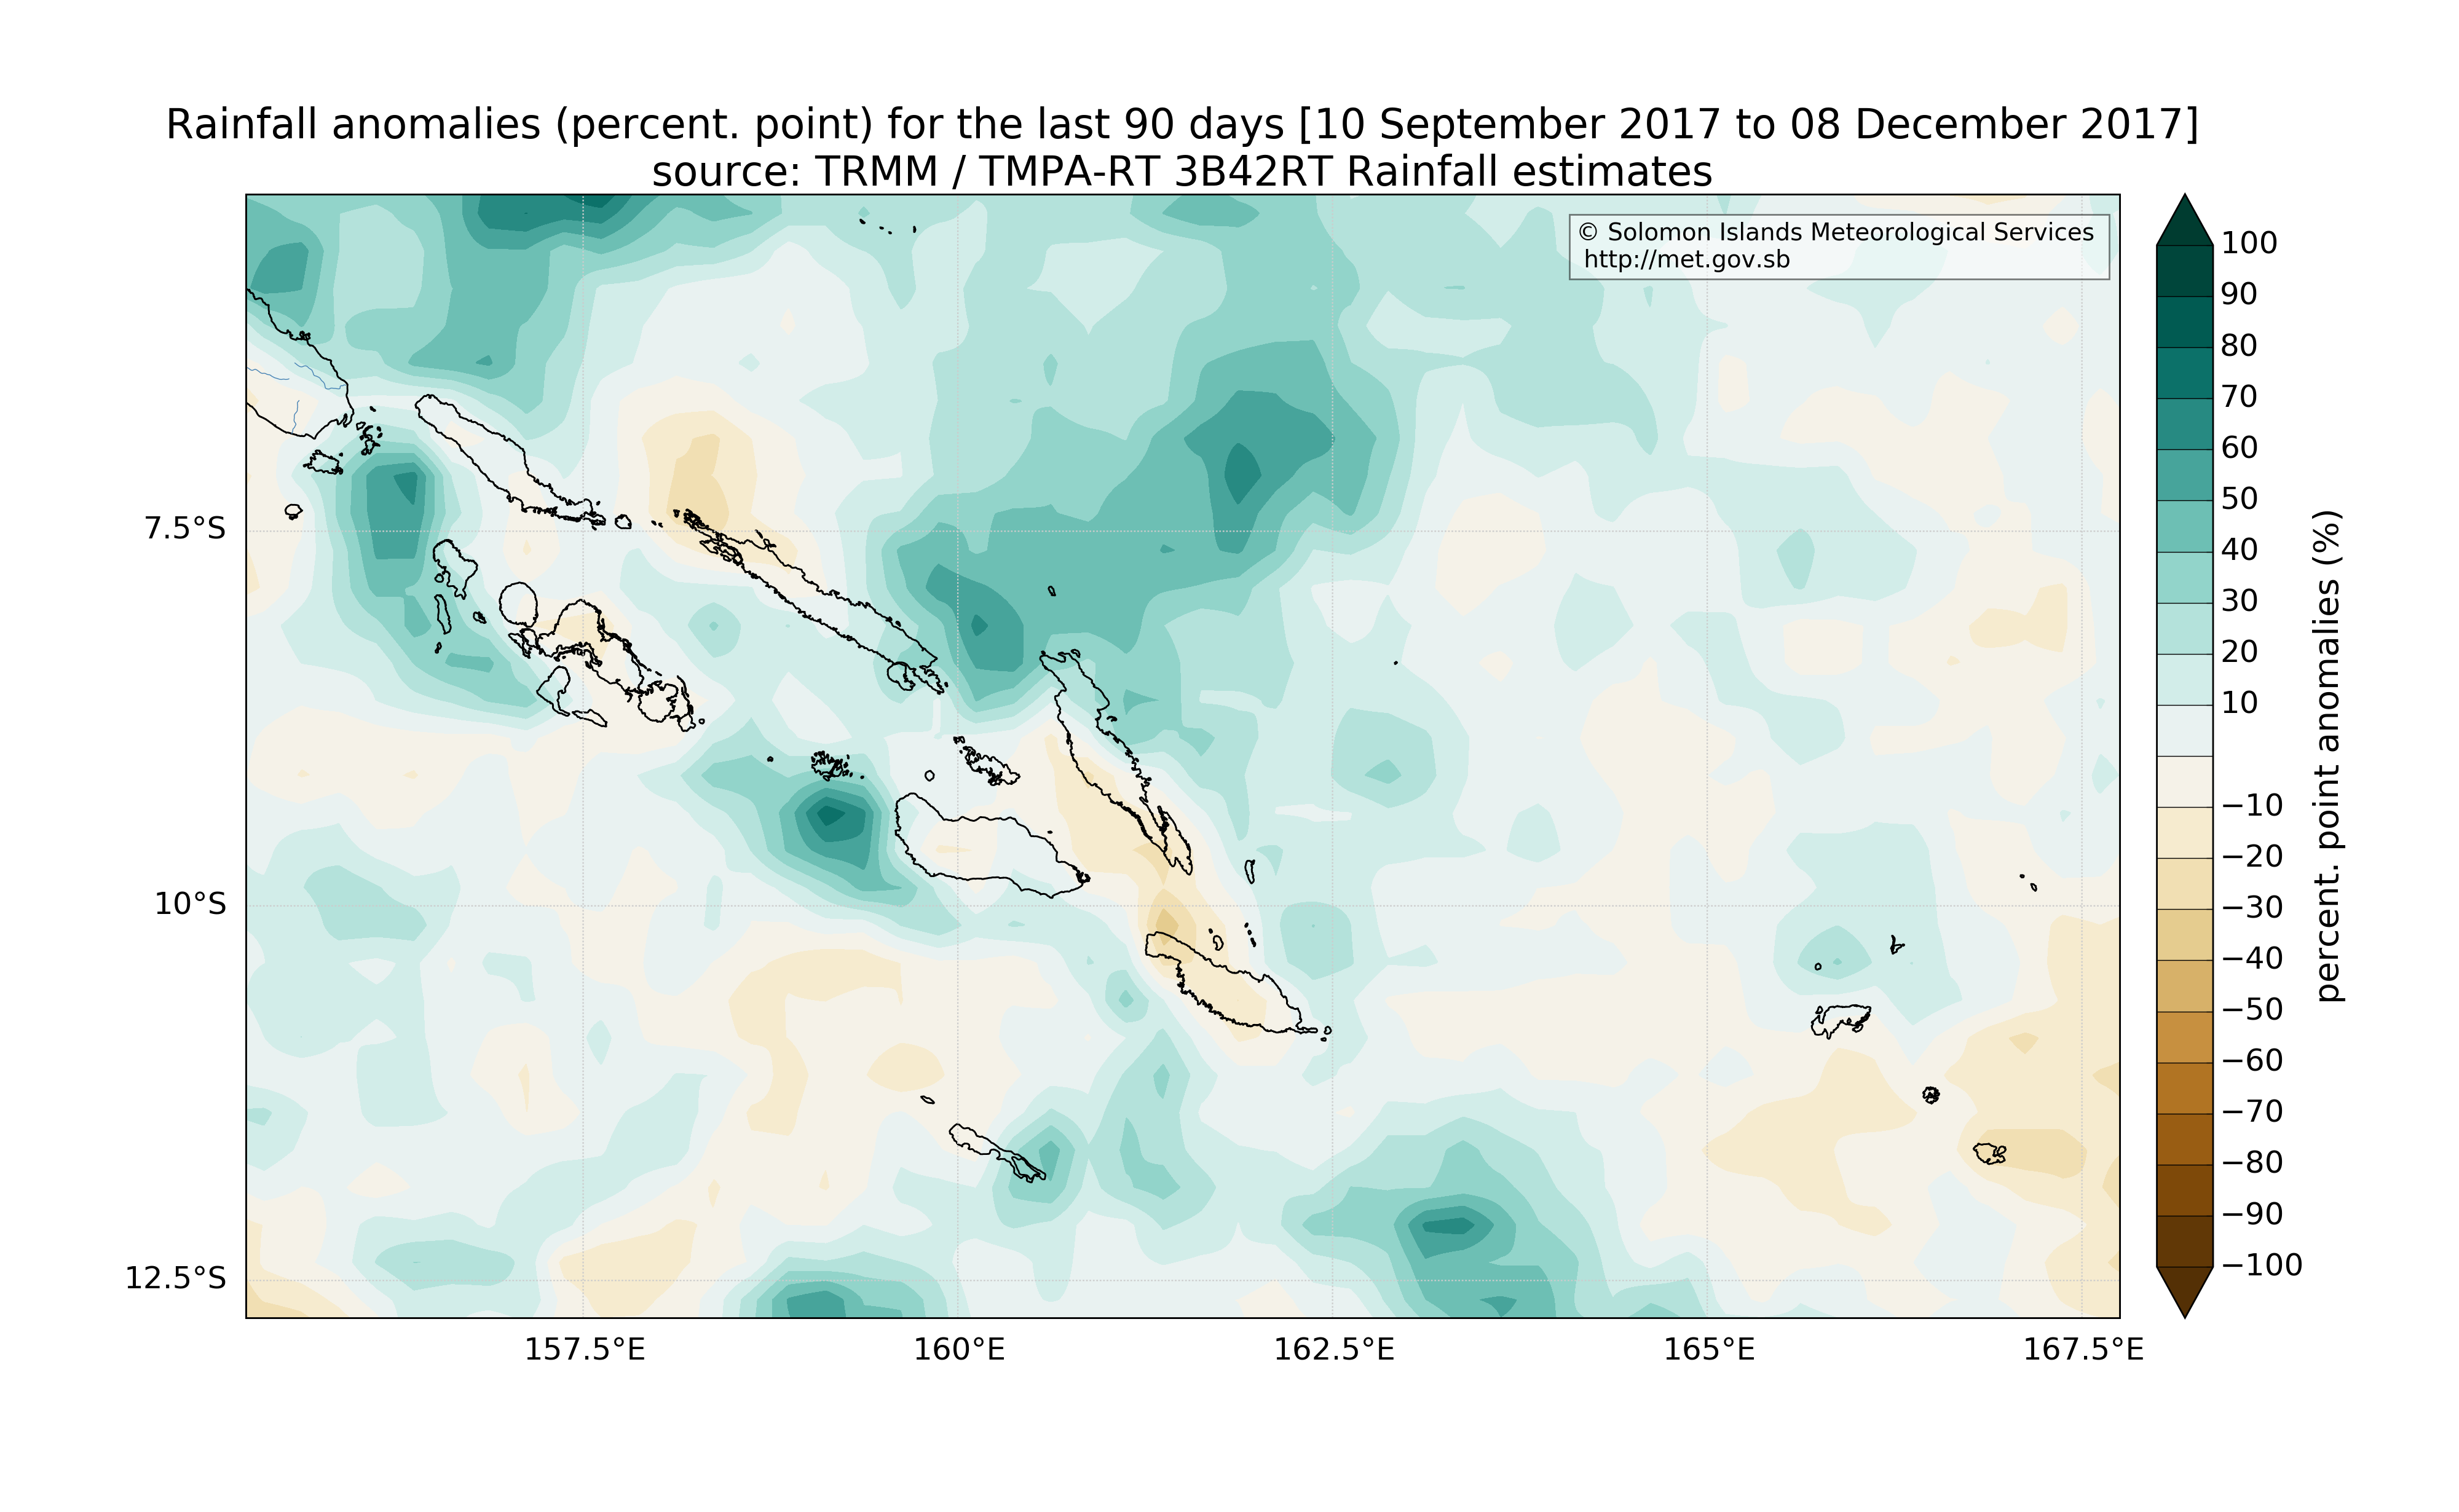 Rainfall anomalies (percent. point) for the last 90 days [10 September 2017 to 08 December 2017]
source: TRMM / TMPA-RT 3B42RT Rainfall estimates
© Solomon Islands Meteorological Services
http://met.gov.sb
7.5°S
10°S
12.5°S
157.5°E
160°E
162.5°E
165°E
167.5°E
100
90
80
70
60
50
40
30
20
10
−10
−20
−30
−40
−50
−60
−70
−80
−90
−100
percent. point anomalies (%)